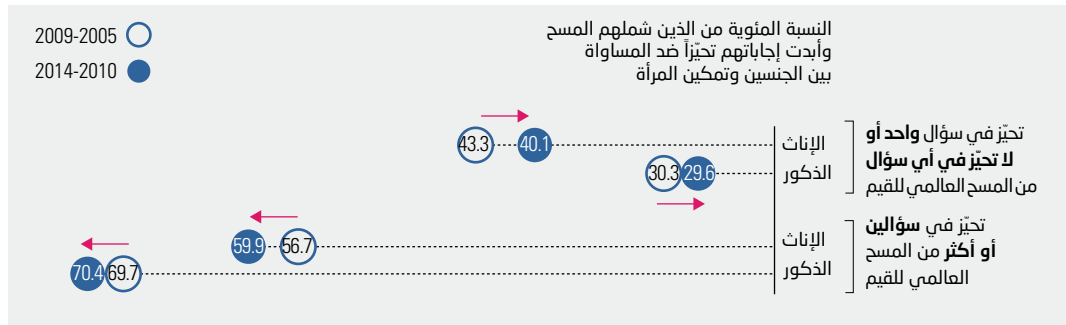 النسبة المئوية من الذين شملهم المسح
وأبدت إجاباتهم تحيّزاً ضد المساواة
بين الجنسين وتمكين المرأة
2009-2005
2014-2010
تحيّز في سؤال واحد أو
لا تحيّز في أي سؤال
من المسح العالمي للقيم
الإناث
40.1
43.3
الذكور
29.6
30.3
تحيّز في سؤالين
أو أكثر من المسح
العالمي للقيم
الإناث
56.7
59.9
الذكور
69.7
70.4